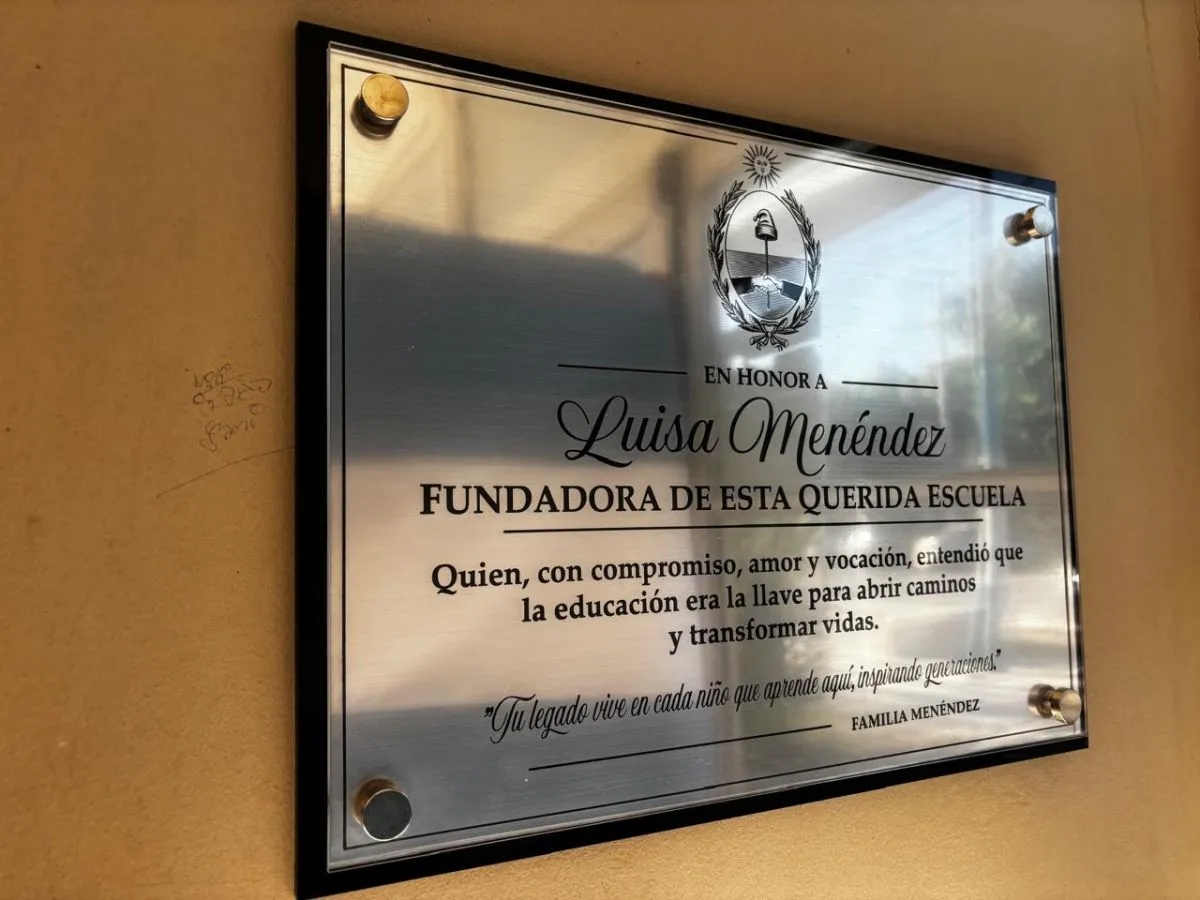 EN HONOR A
Luisa Menéndez
FUNDADORA DE ESTA QUERIDA ESCUELA
Quien, con compromiso, amor y vocación, entendió que
la educación era la llave para abrir caminos
y transformar vidas.
"Tu legado vive en cada niño que aprende aquí, inspirando generaciones."
FAMILIA MENÉNDEZ